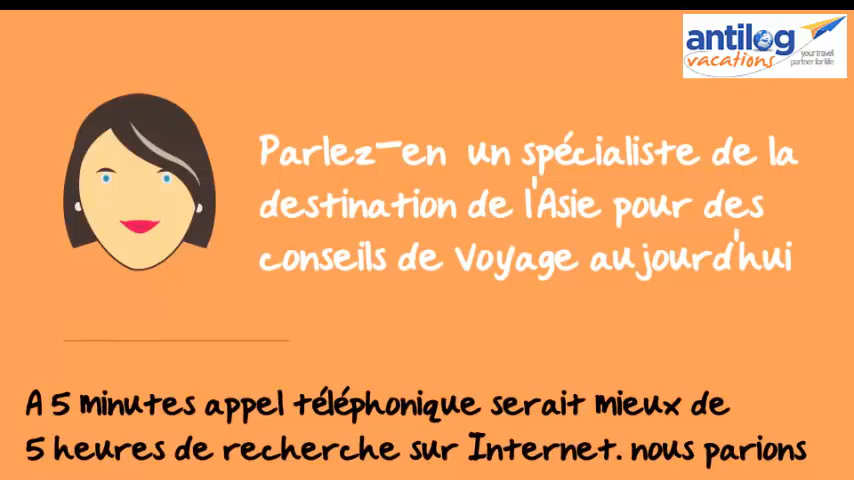 antilog
vacations
your travel
partner for life
Parlez-en un spécialiste de la
destination de l'Asie pour des
conseils de Voyage aujourd'hui
A 5 minutes appel téléphonique serait mieux de
5 heures de recherche sur Internet. nous parions